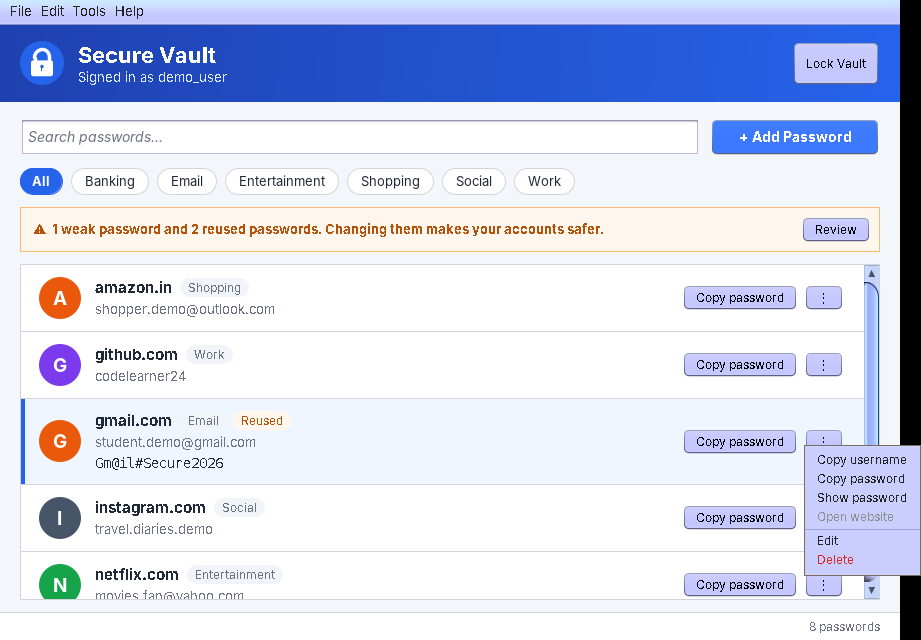 File Edit Tools Help
Secure Vault
Signed in as demo_user
Lock Vault
Search passwords...
+ Add Password
All Banking Email Entertainment Shopping Social Work
⚠ 1 weak password and 2 reused passwords. Changing them makes your accounts safer.
Review
A
amazon.in Shopping
shopper.demo@outlook.com
Copy password ⋮
G
github.com Work
codelearner24
Copy password ⋮
G
gmail.com Email Reused
student.demo@gmail.com
Gm@il#Secure2026
Copy password ⋮
Copy username
Copy password
Show password
Open website
Edit
Delete
I
instagram.com Social
travel.diaries.demo
Copy password
N
netflix.com Entertainment
movies.fan@yahoo.com
Copy password ⋮
8 passwords